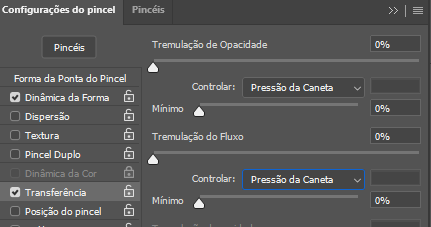 Configurações do pincel
Pincéis
Pincéis
Forma da Ponta do Pincel
Dinâmica da Forma
Dispersão
Textura
Pincel Duplo
Dinâmica da Cor
Transferência
Posição do pincel
Tremulação de Opacidade 0%
Controlar: Pressão da Caneta
Mínimo 0%
Tremulação do Fluxo 0%
Controlar: Pressão da Caneta
Mínimo 0%